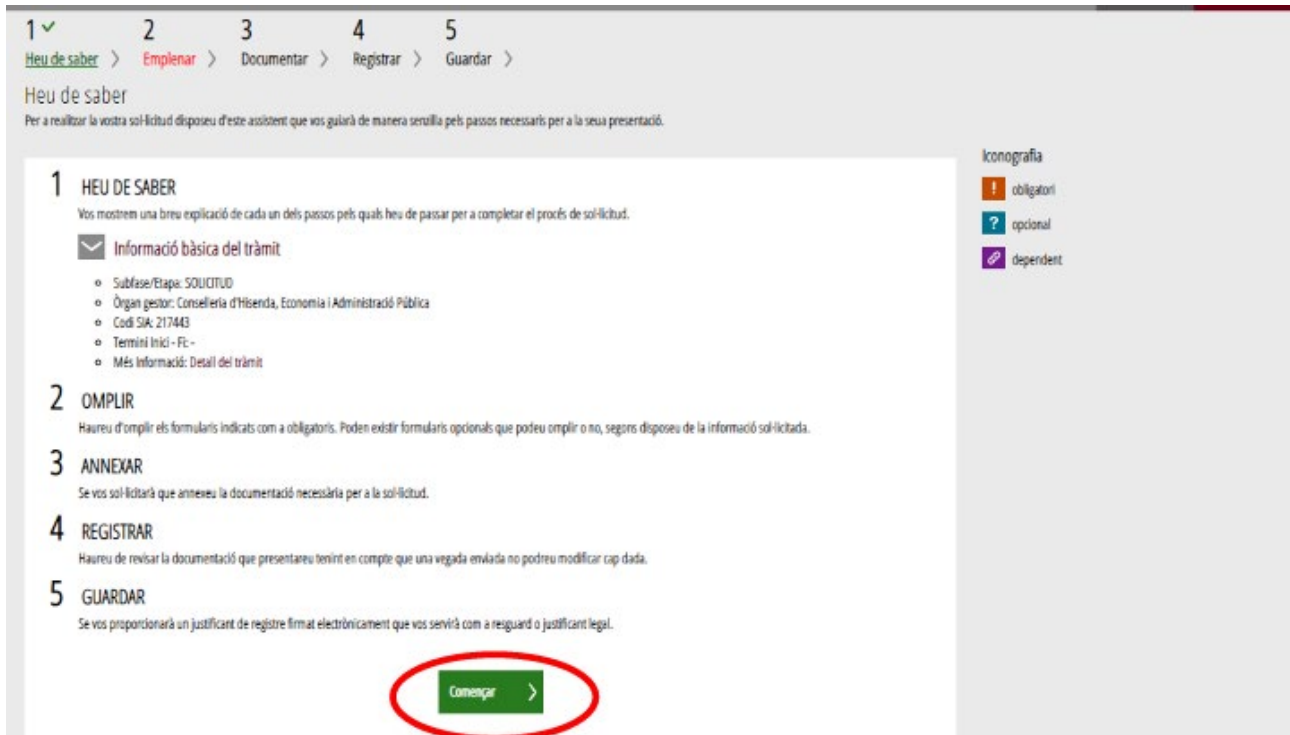 1 2 3 4 5
Heu de saber > Emplenar > Documentar > Registrar > Guardar >
Heu de saber
Per a realitzar la vostra sol·licitud disposeu d'este assistent que vos guiarà de manera senzilla pels passos necessaris per a la seua presentació.
1 HEU DE SABER
Vos mostrem una breu explicació de cada un dels passos pels quals heu de passar per a completar el procés de sol·licitud.
Informació bàsica del tràmit
Subfase/Etapa: SOLICITUD
Òrgan gestor: Conselleria d'Hisenda, Economia i Administració Pública
Codi SIA: 217443
Termini Inici - Fi: -
Més Informació: Detall del tràmit
2 OMPLIR
Haureu d'omplir els formularis indicats com a obligatoris. Poden existir formularis opcionals que podeu omplir o no, segons disposeu de la informació sol·licitada.
3 ANNEXAR
Se vos sol·licitarà que annexeu la documentació necessària per a la sol·licitud.
4 REGISTRAR
Haureu de revisar la documentació que presentareu tenint en compte que una vegada enviada no podreu modificar cap dada.
5 GUARDAR
Se vos proporcionarà un justificant de registre firmat electrònicament que vos servirà com a resguard o justificant legal.
Començar >
Iconografia
! obligatori
? opcional
dependent